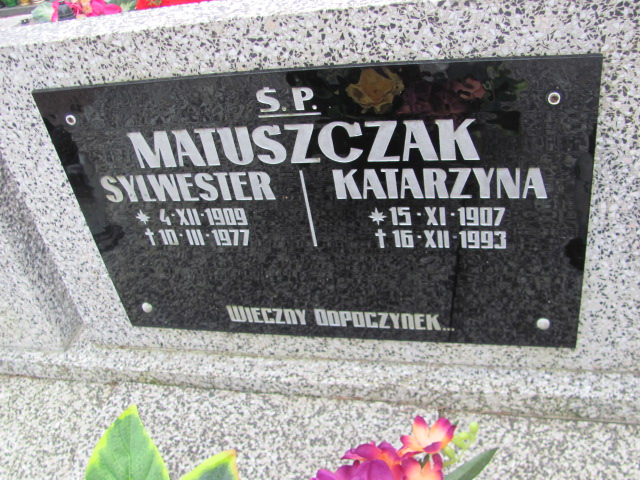 Ś. P.
MATUSZCZAK
SYLWESTER KATARZYNA
* 4·XII·1909 * 15·XI·1907
† 10·III·1977 † 16·XII·1993
WIECZNY ODPOCZYNEK...